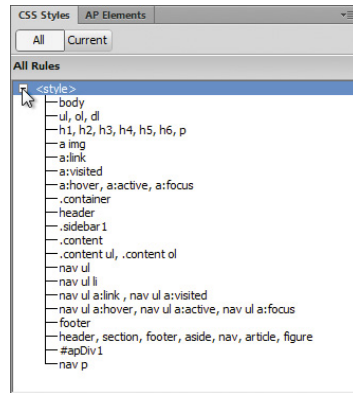 CSS Styles AP Elements
All Current
All Rules
<style>
body
ul, ol, dl
h1, h2, h3, h4, h5, h6, p
a img
a:link
a:visited
a:hover, a:active, a:focus
.container
header
.sidebar1
.content
.content ul, .content ol
nav ul
nav ul li
nav ul a:link , nav ul a:visited
nav ul a:hover, nav ul a:active, nav ul a:focus
footer
header, section, footer, aside, nav, article, figure
#apDiv1
nav p